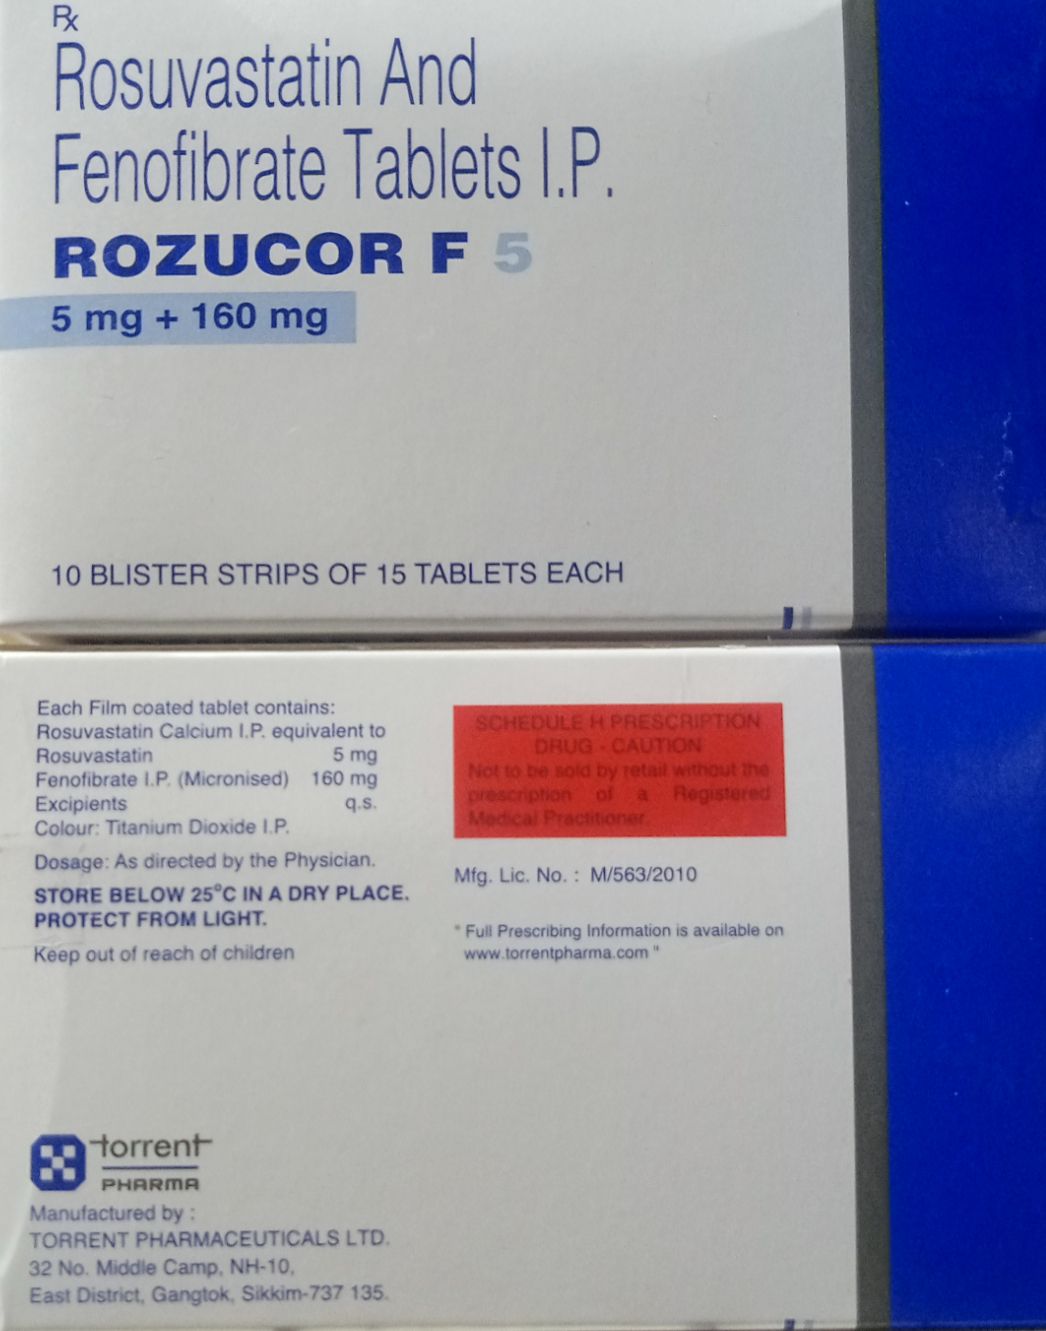 Rx
Rosuvastatin And
Fenofibrate Tablets I.P.
ROZUCOR F 5
5 mg + 160 mg
10 BLISTER STRIPS OF 15 TABLETS EACH
Each Film coated tablet contains:
Rosuvastatin Calcium I.P. equivalent to
Rosuvastatin 5 mg
Fenofibrate I.P. (Micronised) 160 mg
Excipients q.s.
Colour: Titanium Dioxide I.P.
Dosage: As directed by the Physician.
STORE BELOW 25°C IN A DRY PLACE.
PROTECT FROM LIGHT.
Keep out of reach of children
SCHEDULE H PRESCRIPTION
DRUG - CAUTION
Not to be sold by retail without the
prescription of a Registered
Medical Practitioner.
Mfg. Lic. No. : M/563/2010
" Full Prescribing Information is available on
www.torrentpharma.com "
torrent
PHARMA
Manufactured by :
TORRENT PHARMACEUTICALS LTD.
32 No. Middle Camp, NH-10,
East District, Gangtok, Sikkim-737 135.